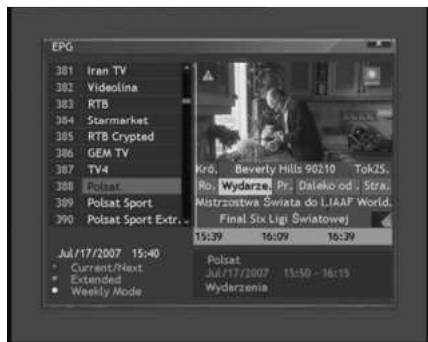 EPG
381 Iran TV
382 Videolina
383 RTB
384 Starmarket
385 RTB Crypted
386 GEM TV
387 TV4
388 Polsat
389 Polsat Sport
390 Polsat Sport Extr..
Kró. Beverly Hills 90210 Tok2S.
Ro. Wydarze. Pr. Daleko od . Stra.
Mistrzostwa Świata do L.IAAF World.
Final Six Ligi Światowej
15:39 16:09 16:39
Jul/17/2007 15:40
Current/Next
Extended
Weekly Mode
Polsat
Jul/17/2007 15:50 - 16:15
Wydarzenia